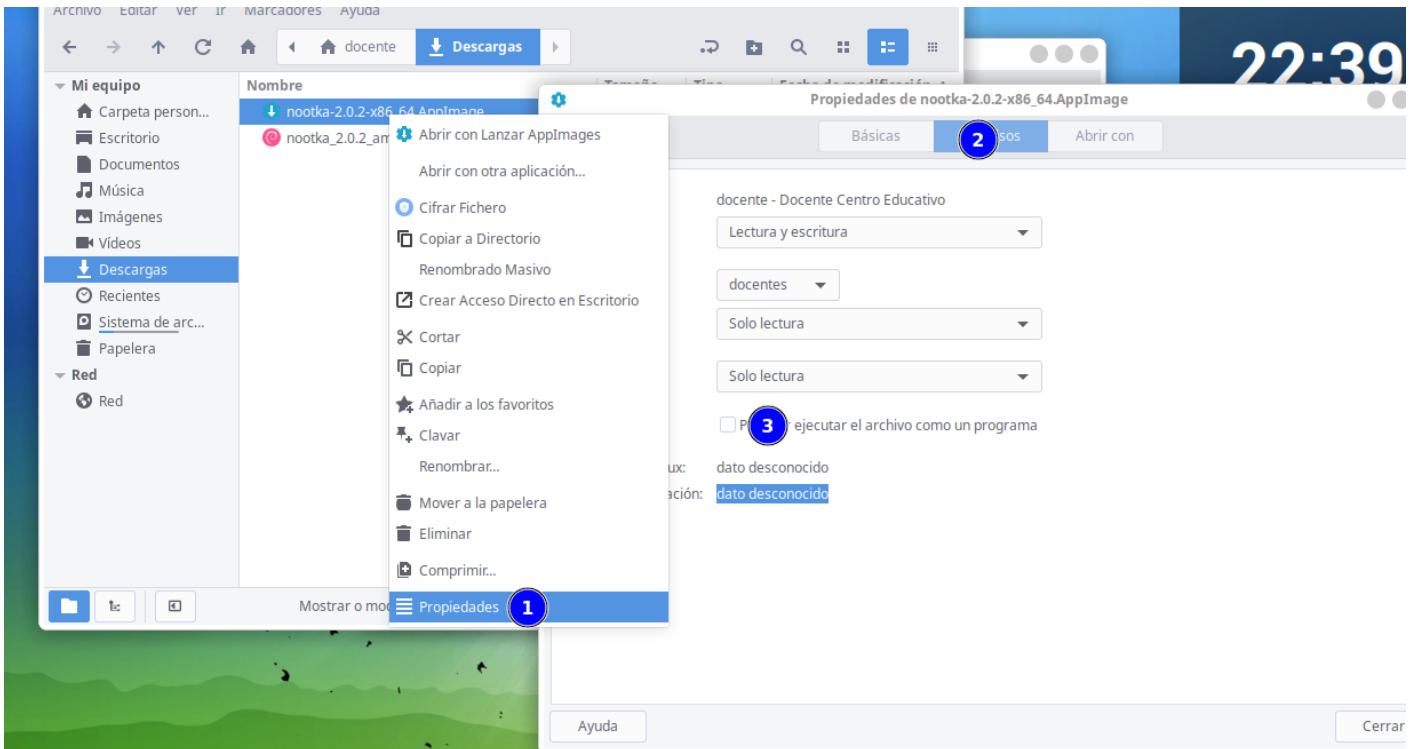 Archivo Editar Ver Ir Marcadores Ayuda
docente
Descargas
22:39
Mi equipo
Carpeta person...
Escritorio
Documentos
Música
Imágenes
Vídeos
Descargas
Recientes
Sistema de arc...
Papelera
Red
Red
Nombre
Tamaño Tipo Fecha de modificación
nootka-2.0.2-x86_64.AppImage
nootka_2.0.2_am
Mostrar o mo
Abrir con Lanzar AppImages
Abrir con otra aplicación...
Cifrar Fichero
Copiar a Directorio
Renombrado Masivo
Crear Acceso Directo en Escritorio
Cortar
Copiar
Añadir a los favoritos
Clavar
Renombrar...
Mover a la papelera
Eliminar
Comprimir...
Propiedades 1
Propiedades de nootka-2.0.2-x86_64.AppImage
Básicas 2 sos Abrir con
docente - Docente Centro Educativo
Lectura y escritura
docentes
Solo lectura
Solo lectura
P 3 r ejecutar el archivo como un programa
ux: dato desconocido
ación: dato desconocido
Ayuda
Cerrar